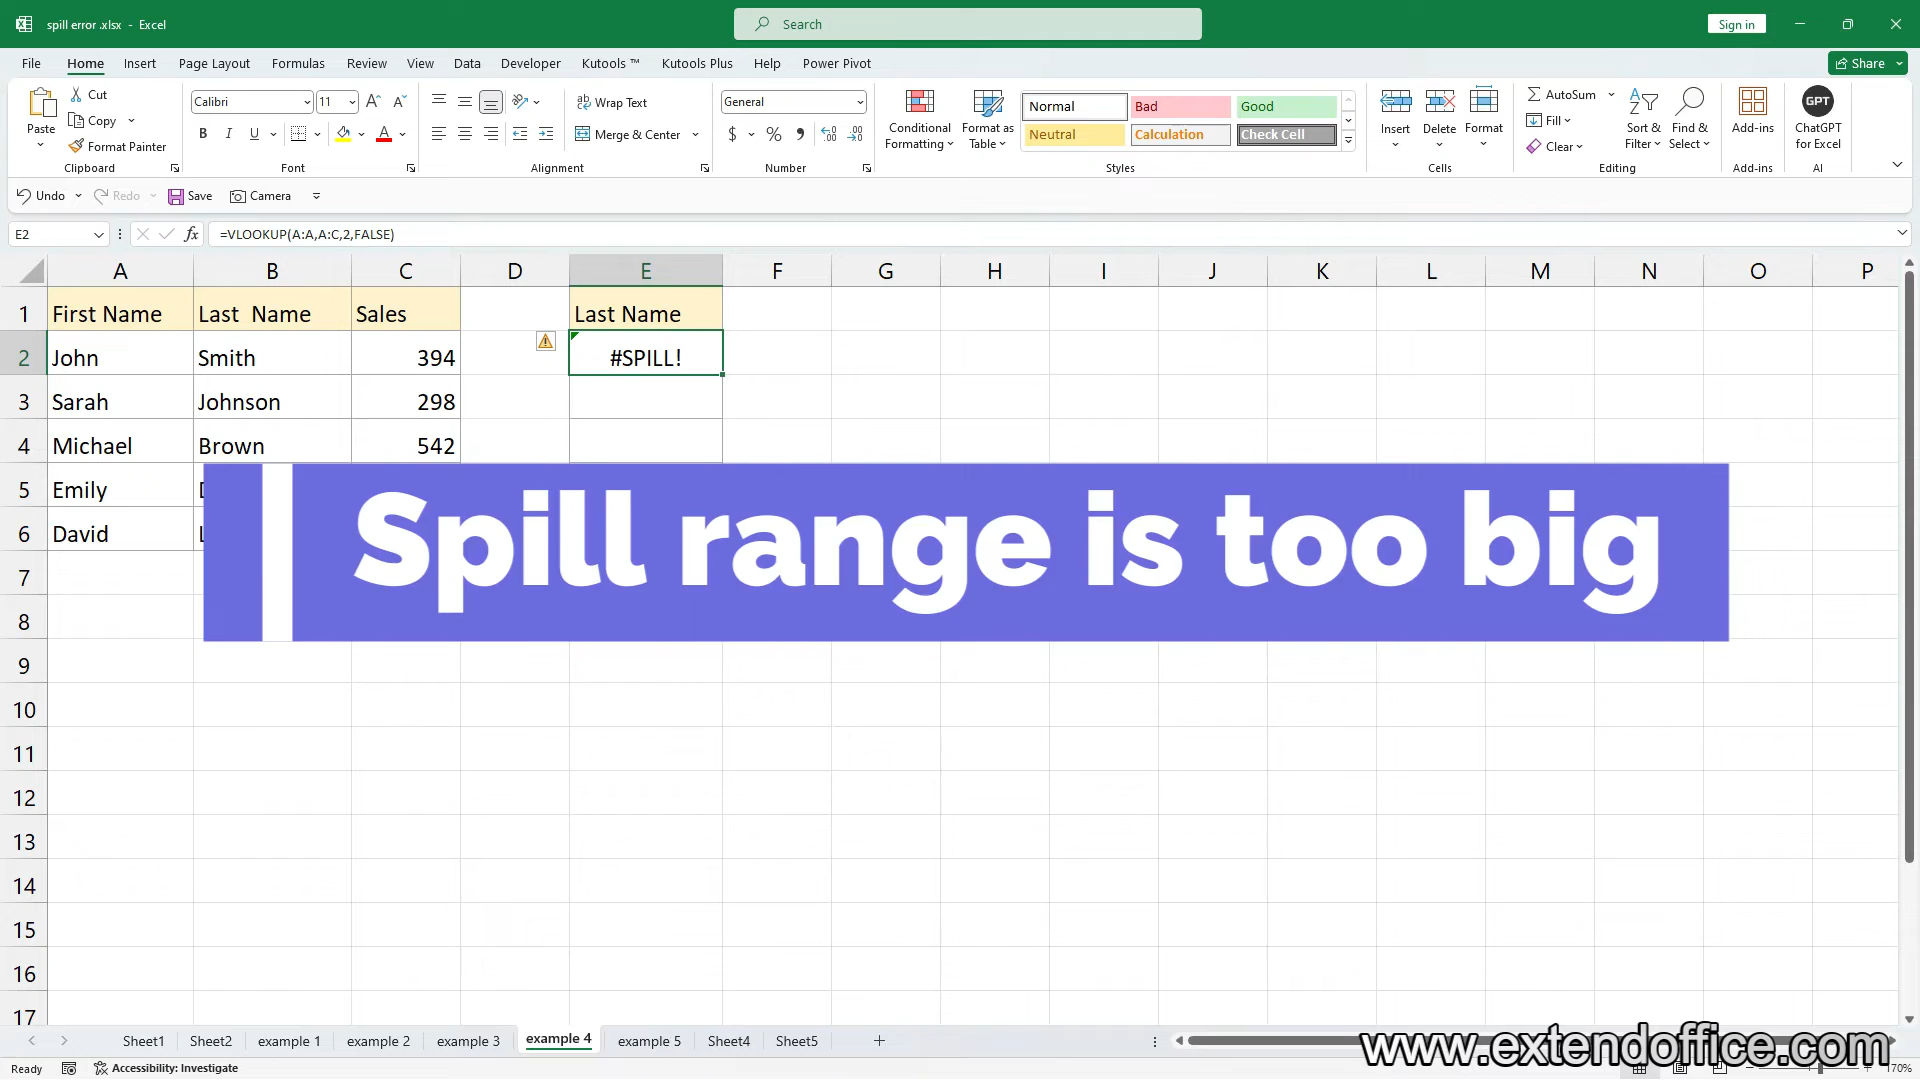 spill error .xlsx - Excel
Search
Sign in
File Home Insert Page Layout Formulas Review View Data Developer Kutools ™ Kutools Plus Help Power Pivot
Share
Paste
Cut
Copy
Format Painter
Clipboard
Calibri 11
B I U
Font
Wrap Text
Merge & Center
Alignment
General
$ %
Number
Conditional Formatting
Format as Table
Normal Bad Good
Neutral Calculation Check Cell
Styles
Insert Delete Format
Cells
AutoSum
Fill
Clear
Sort & Filter
Find & Select
Editing
Add-ins
Add-ins
GPT
ChatGPT for Excel
AI
Undo Redo Save Camera
E2 fx =VLOOKUP(A:A,A:C,2,FALSE)
A B C D E F G H I J K L M N O P
1 First Name Last  Name Sales Last Name
2 John Smith 394 #SPILL!
3 Sarah Johnson 298
4 Michael Brown 542
5 Emily
6 David
Spill range is too big
7
8
9
10
11
12
13
14
15
16
17
Sheet1 Sheet2 example 1 example 2 example 3 example 4 example 5 Sheet4 Sheet5
www.extendoffice.com
Ready Accessibility: Investigate 170%